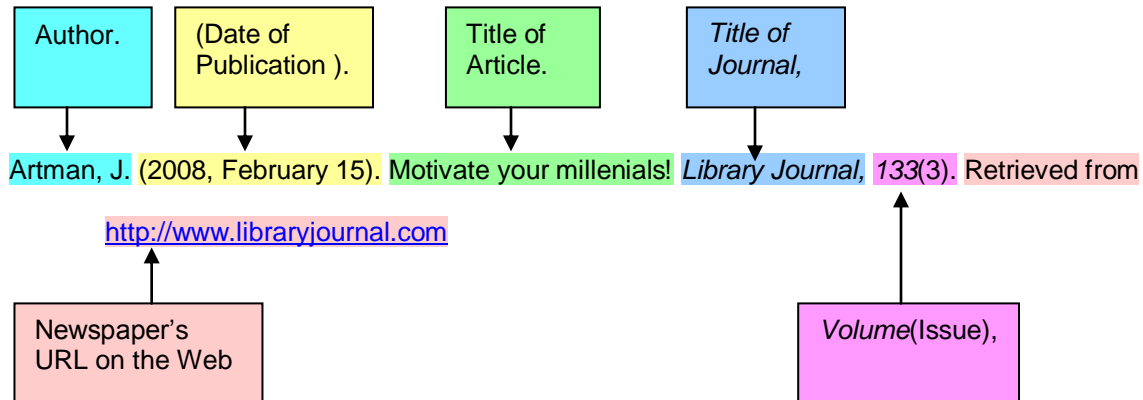 Author.
(Date of
Publication ).
Title of
Article.
Title of
Journal,
Artman, J. (2008, February 15). Motivate your millenials! Library Journal, 133(3). Retrieved from
http://www.libraryjournal.com
Newspaper's
URL on the Web
Volume(Issue),